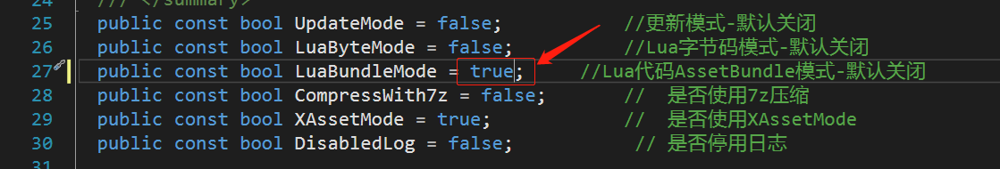 24 /// </summary>
25 public const bool UpdateMode = false; //更新模式-默认关闭
26 public const bool LuaByteMode = false; //Lua字节码模式-默认关闭
27 public const bool LuaBundleMode = true; //Lua代码AssetBundle模式-默认关闭
28 public const bool CompressWith7z = false; // 是否使用7z压缩
29 public const bool XAssetMode = true; // 是否使用XAssetMode
30 public const bool DisabledLog = false; // 是否停用日志
31